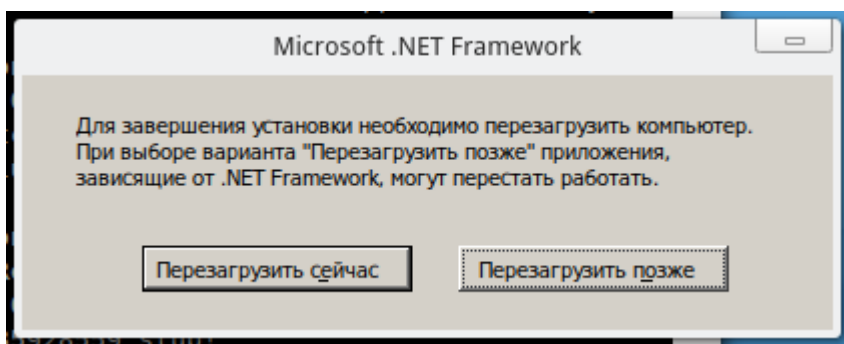 Microsoft .NET Framework
Для завершения установки необходимо перезагрузить компьютер.
При выборе варианта "Перезагрузить позже" приложения,
зависящие от .NET Framework, могут перестать работать.
Перезагрузить сейчас
Перезагрузить позже